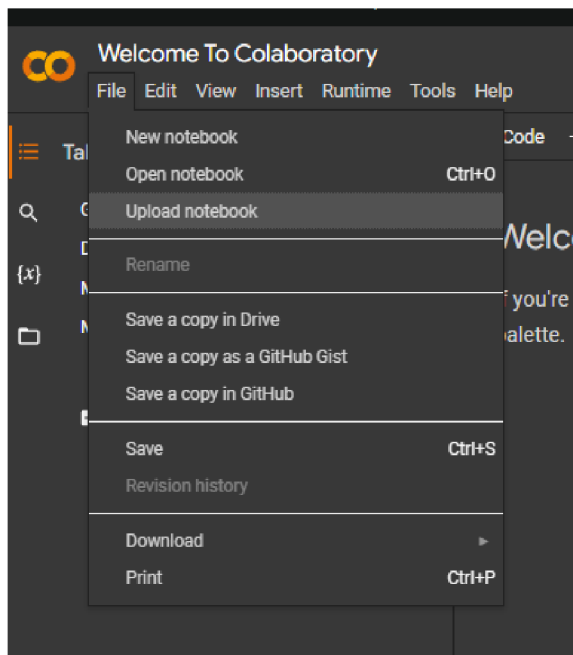 Welcome To Colaboratory
File Edit View Insert Runtime Tools Help
New notebook
Code
Open notebook Ctrl+O
Upload notebook
Rename
f you're
Save a copy in Drive
alette.
Save a copy as a GitHub Gist
Save a copy in GitHub
Save Ctrl+S
Revision history
Download
Print Ctrl+P
{x}